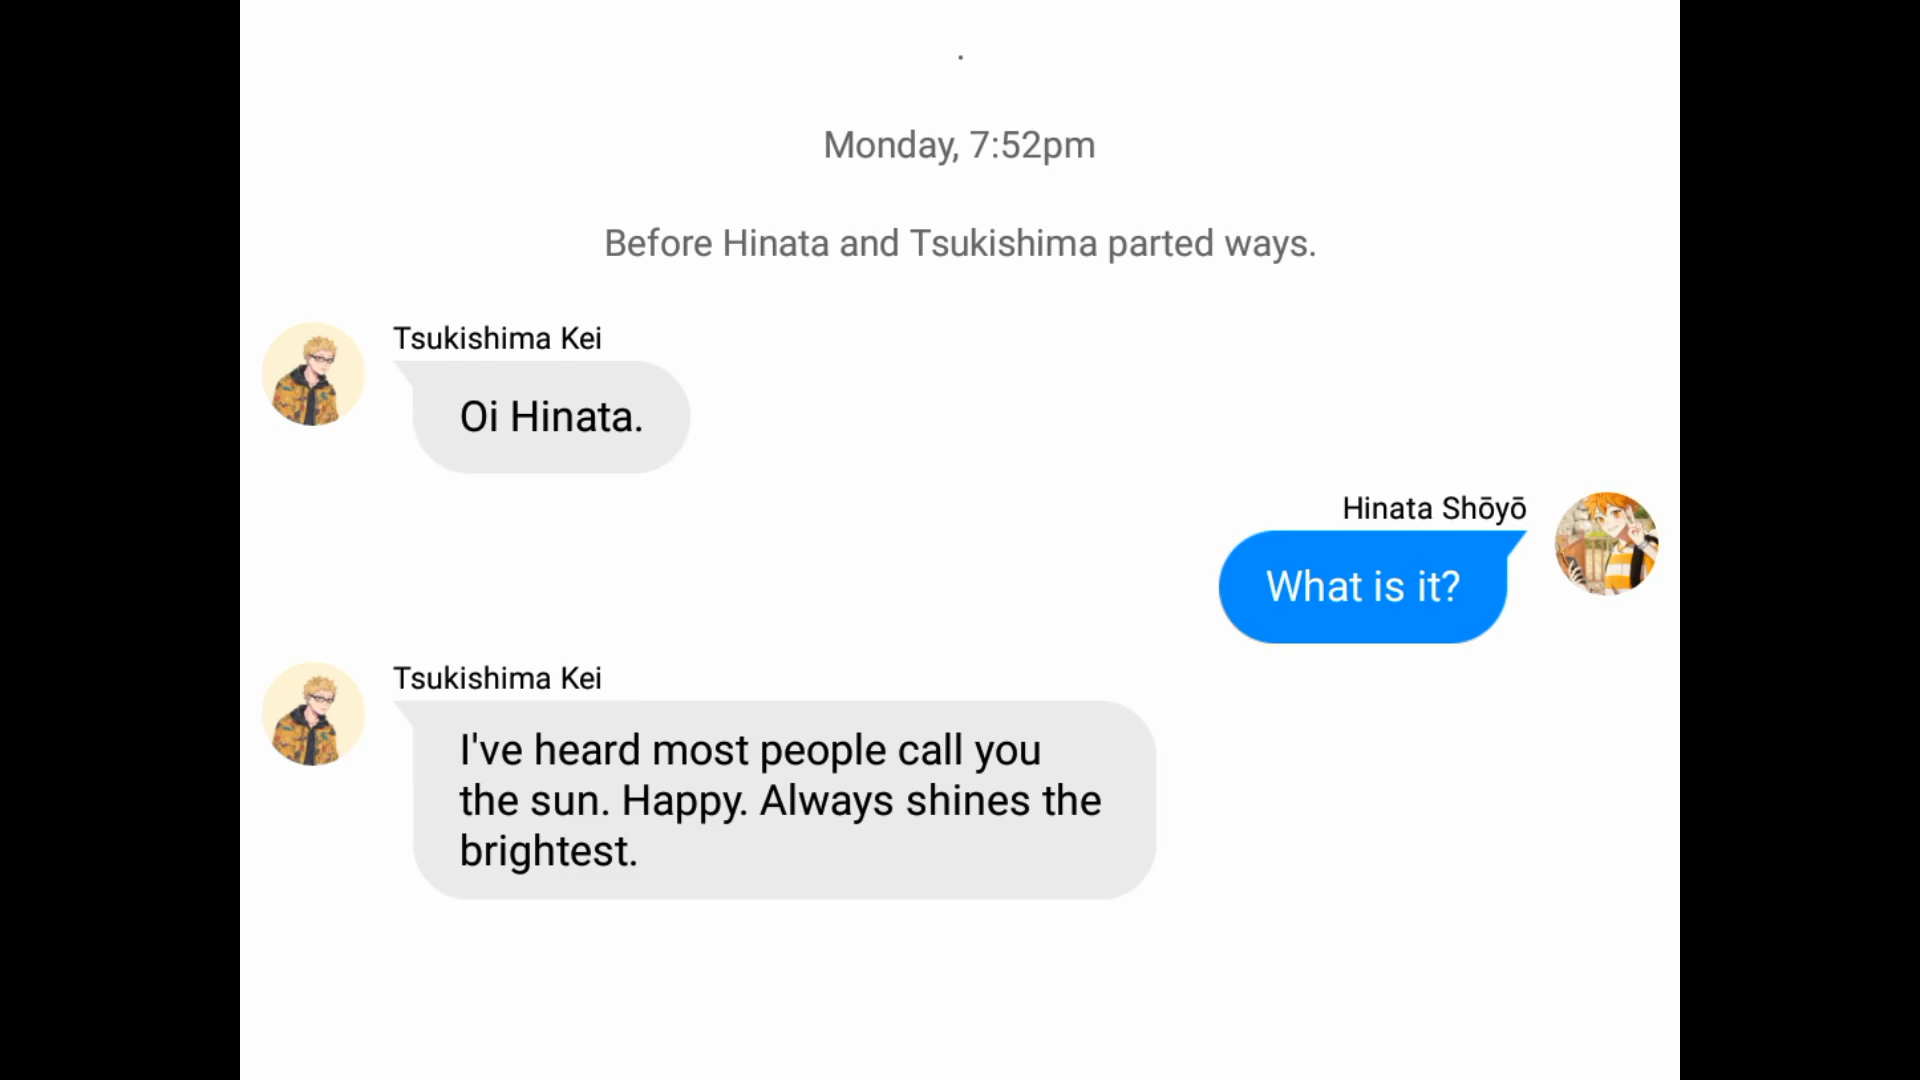 .
Monday, 7:52pm
Before Hinata and Tsukishima parted ways.
Tsukishima Kei
Oi Hinata.
Hinata Shōyō
What is it?
Tsukishima Kei
I've heard most people call you
the sun. Happy. Always shines the
brightest.